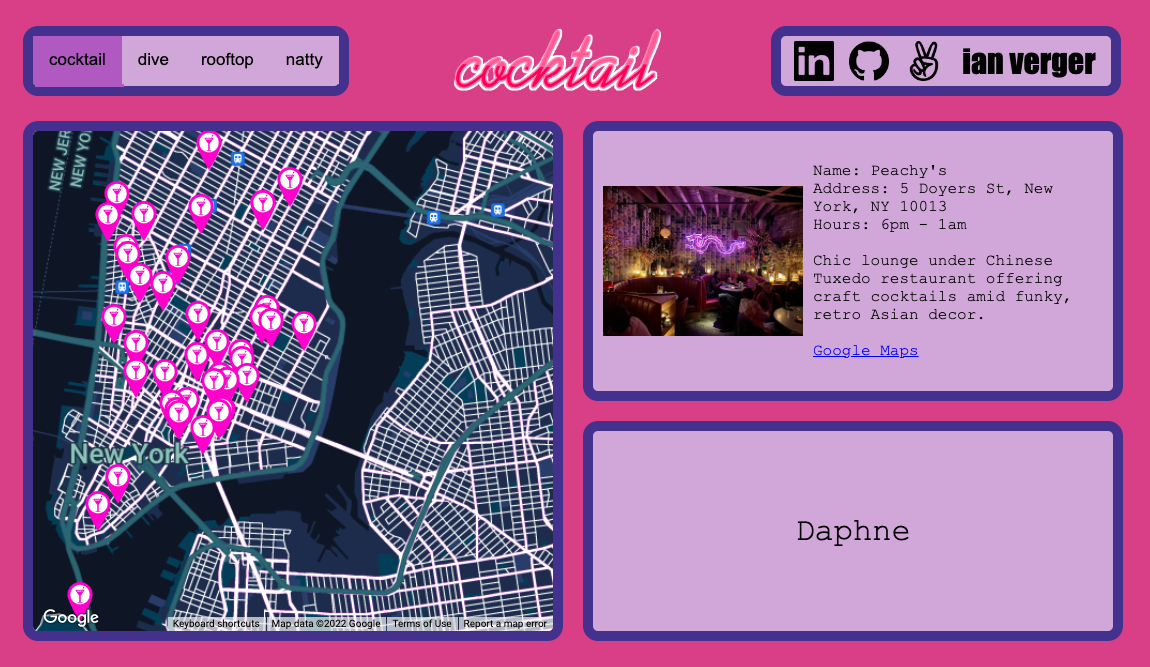 cocktail
dive
rooftop
natty
cocktail
ian verger
NEW JER
NEW YO
New York
Google
Keyboard shortcuts
Map data ©2022 Google
Terms of Use
Report a map error
Name: Peachy's
Address: 5 Doyers St, New
York, NY 10013
Hours: 6pm - 1am
Chic lounge under Chinese
Tuxedo restaurant offering
craft cocktails amid funky,
retro Asian decor.
Google Maps
Daphne